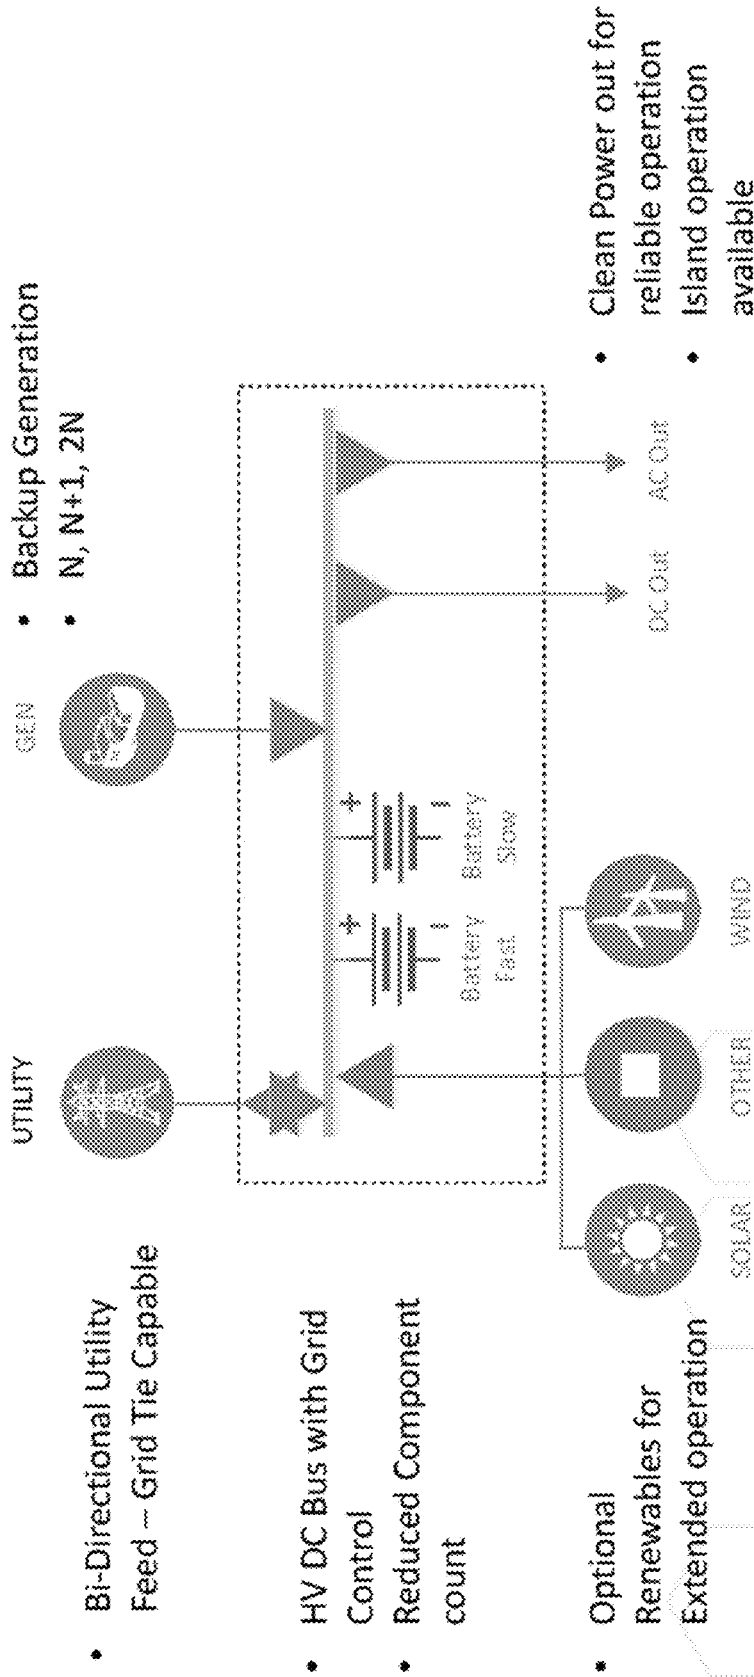 • Bi-Directional Utility
Feed – Grid Tie Capable
• HV DC Bus with Grid
Control
• Reduced Component
count
• Optional
Renewables for
Extended operation
UTILITY
GEN
• Backup Generation
• N, N+1, 2N
+
−
+
−
Battery
Fast
Battery
Slow
SOLAR
OTHER
WIND
DC Out
AC Out
• Clean Power out for
reliable operation
• Island operation
available